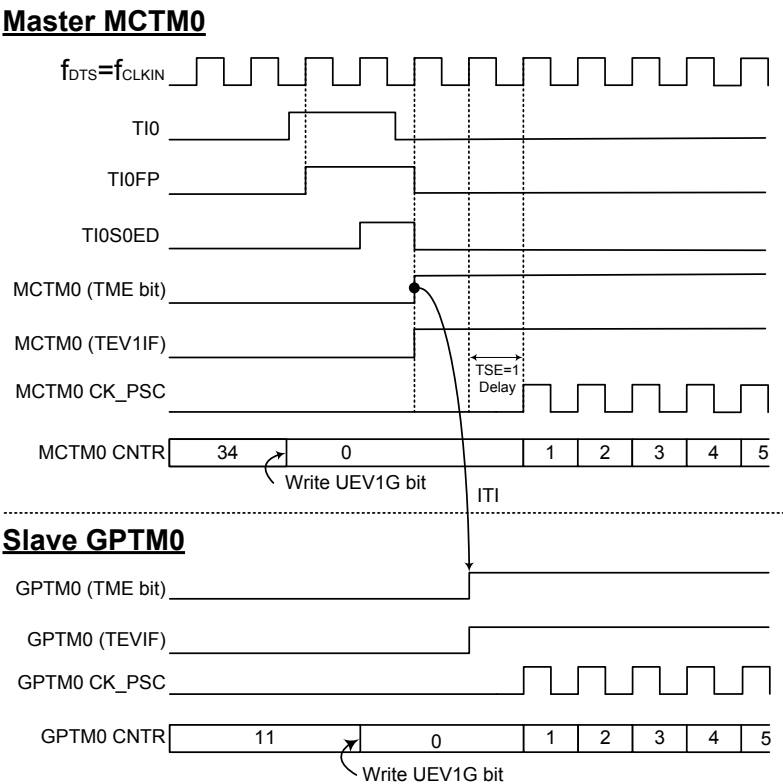 Master MCTM0
fDTS=fCLKIN
TI0
TI0FP
TI0S0ED
MCTM0 (TME bit)
MCTM0 (TEV1IF)
TSE=1
Delay
MCTM0 CK_PSC
MCTM0 CNTR 34 0 1 2 3 4 5
Write UEV1G bit
ITI
Slave GPTM0
GPTM0 (TME bit)
GPTM0 (TEVIF)
GPTM0 CK_PSC
GPTM0 CNTR 11 0 1 2 3 4 5
Write UEV1G bit